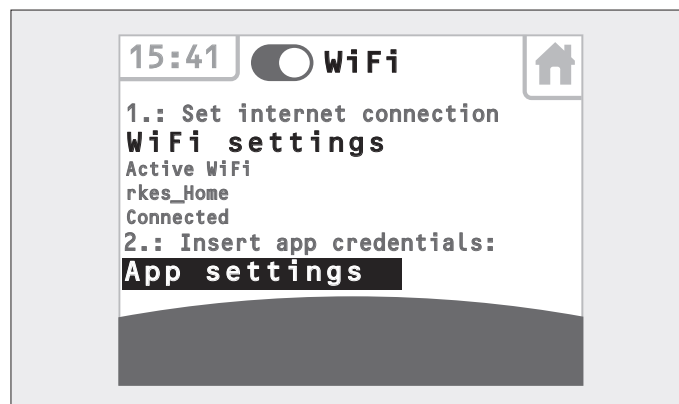 15:41 WiFi
1.: Set internet connection
WiFi settings
Active WiFi
rkes_Home
Connected
2.: Insert app credentials:
App settings